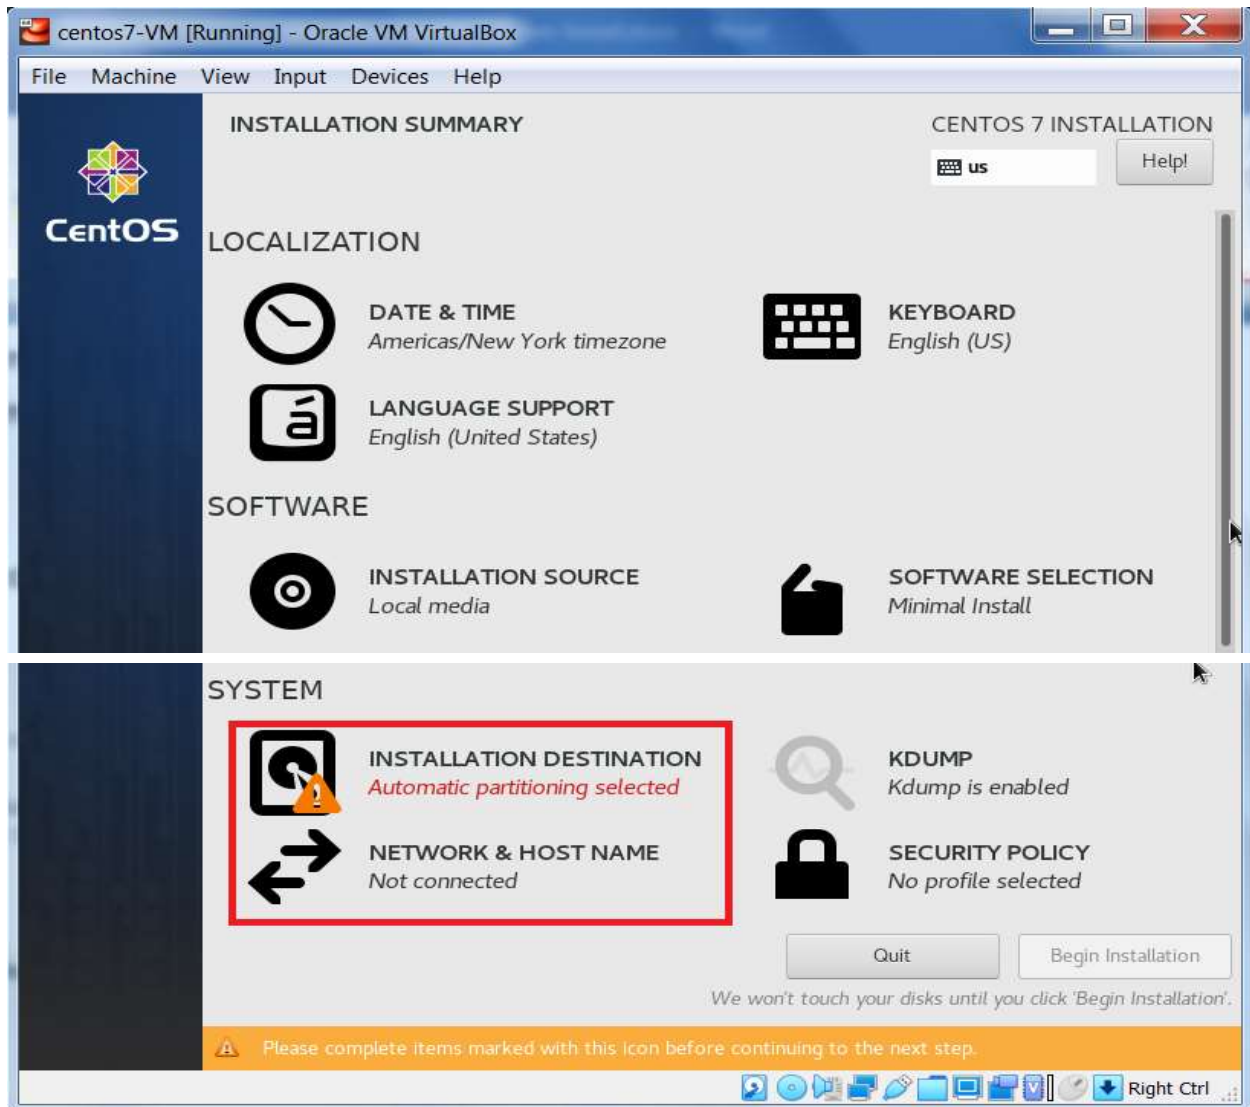 centos7-VM [Running] - Oracle VM VirtualBox
File Machine View Input Devices Help
INSTALLATION SUMMARY
CENTOS 7 INSTALLATION
us
Help!
CentOS
LOCALIZATION
DATE & TIME
Americas/New York timezone
KEYBOARD
English (US)
á
LANGUAGE SUPPORT
English (United States)
SOFTWARE
INSTALLATION SOURCE
Local media
SOFTWARE SELECTION
Minimal Install
SYSTEM
INSTALLATION DESTINATION
Automatic partitioning selected
KDUMP
Kdump is enabled
NETWORK & HOST NAME
Not connected
SECURITY POLICY
No profile selected
Quit
Begin Installation
We won't touch your disks until you click 'Begin Installation'.
Please complete items marked with this icon before continuing to the next step.
Right Ctrl